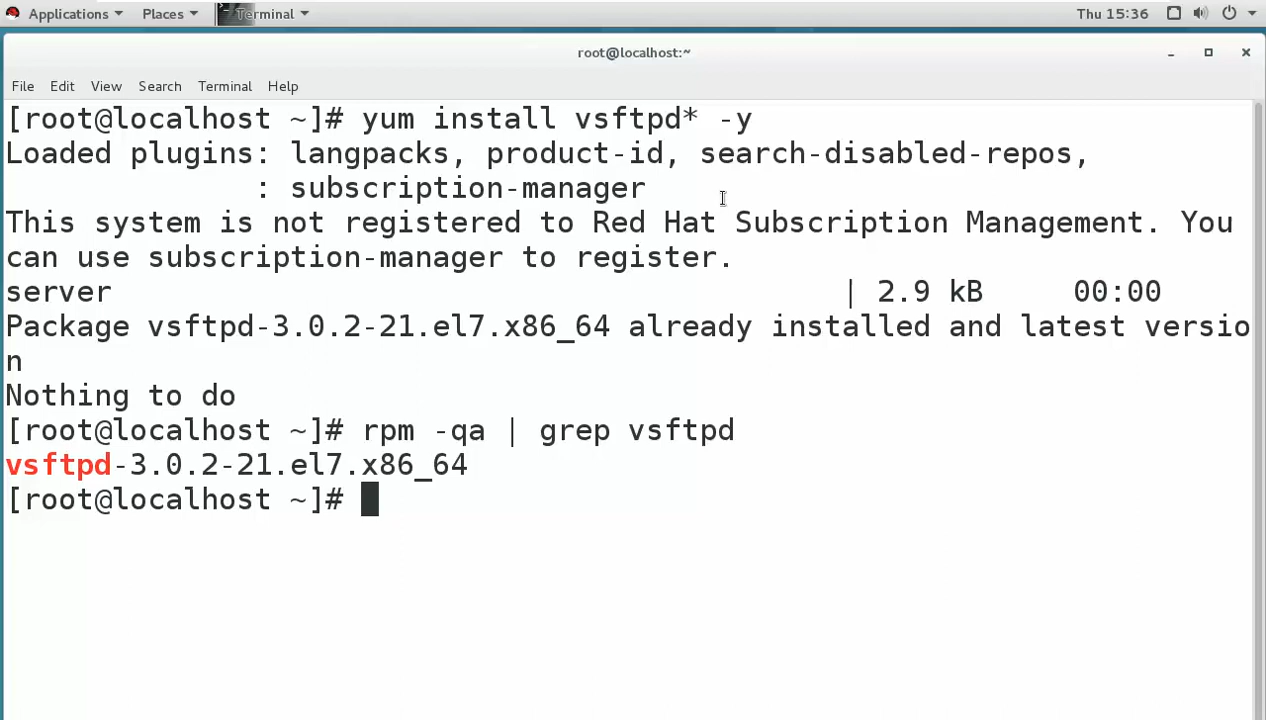 Applications Places Terminal Thu 15:36
root@localhost:~
File Edit View Search Terminal Help
[root@localhost ~]# yum install vsftpd* -y
Loaded plugins: langpacks, product-id, search-disabled-repos,
              : subscription-manager
This system is not registered to Red Hat Subscription Management. You
can use subscription-manager to register.
server                                          | 2.9 kB     00:00
Package vsftpd-3.0.2-21.el7.x86_64 already installed and latest versio
n
Nothing to do
[root@localhost ~]# rpm -qa | grep vsftpd
vsftpd-3.0.2-21.el7.x86_64
[root@localhost ~]#